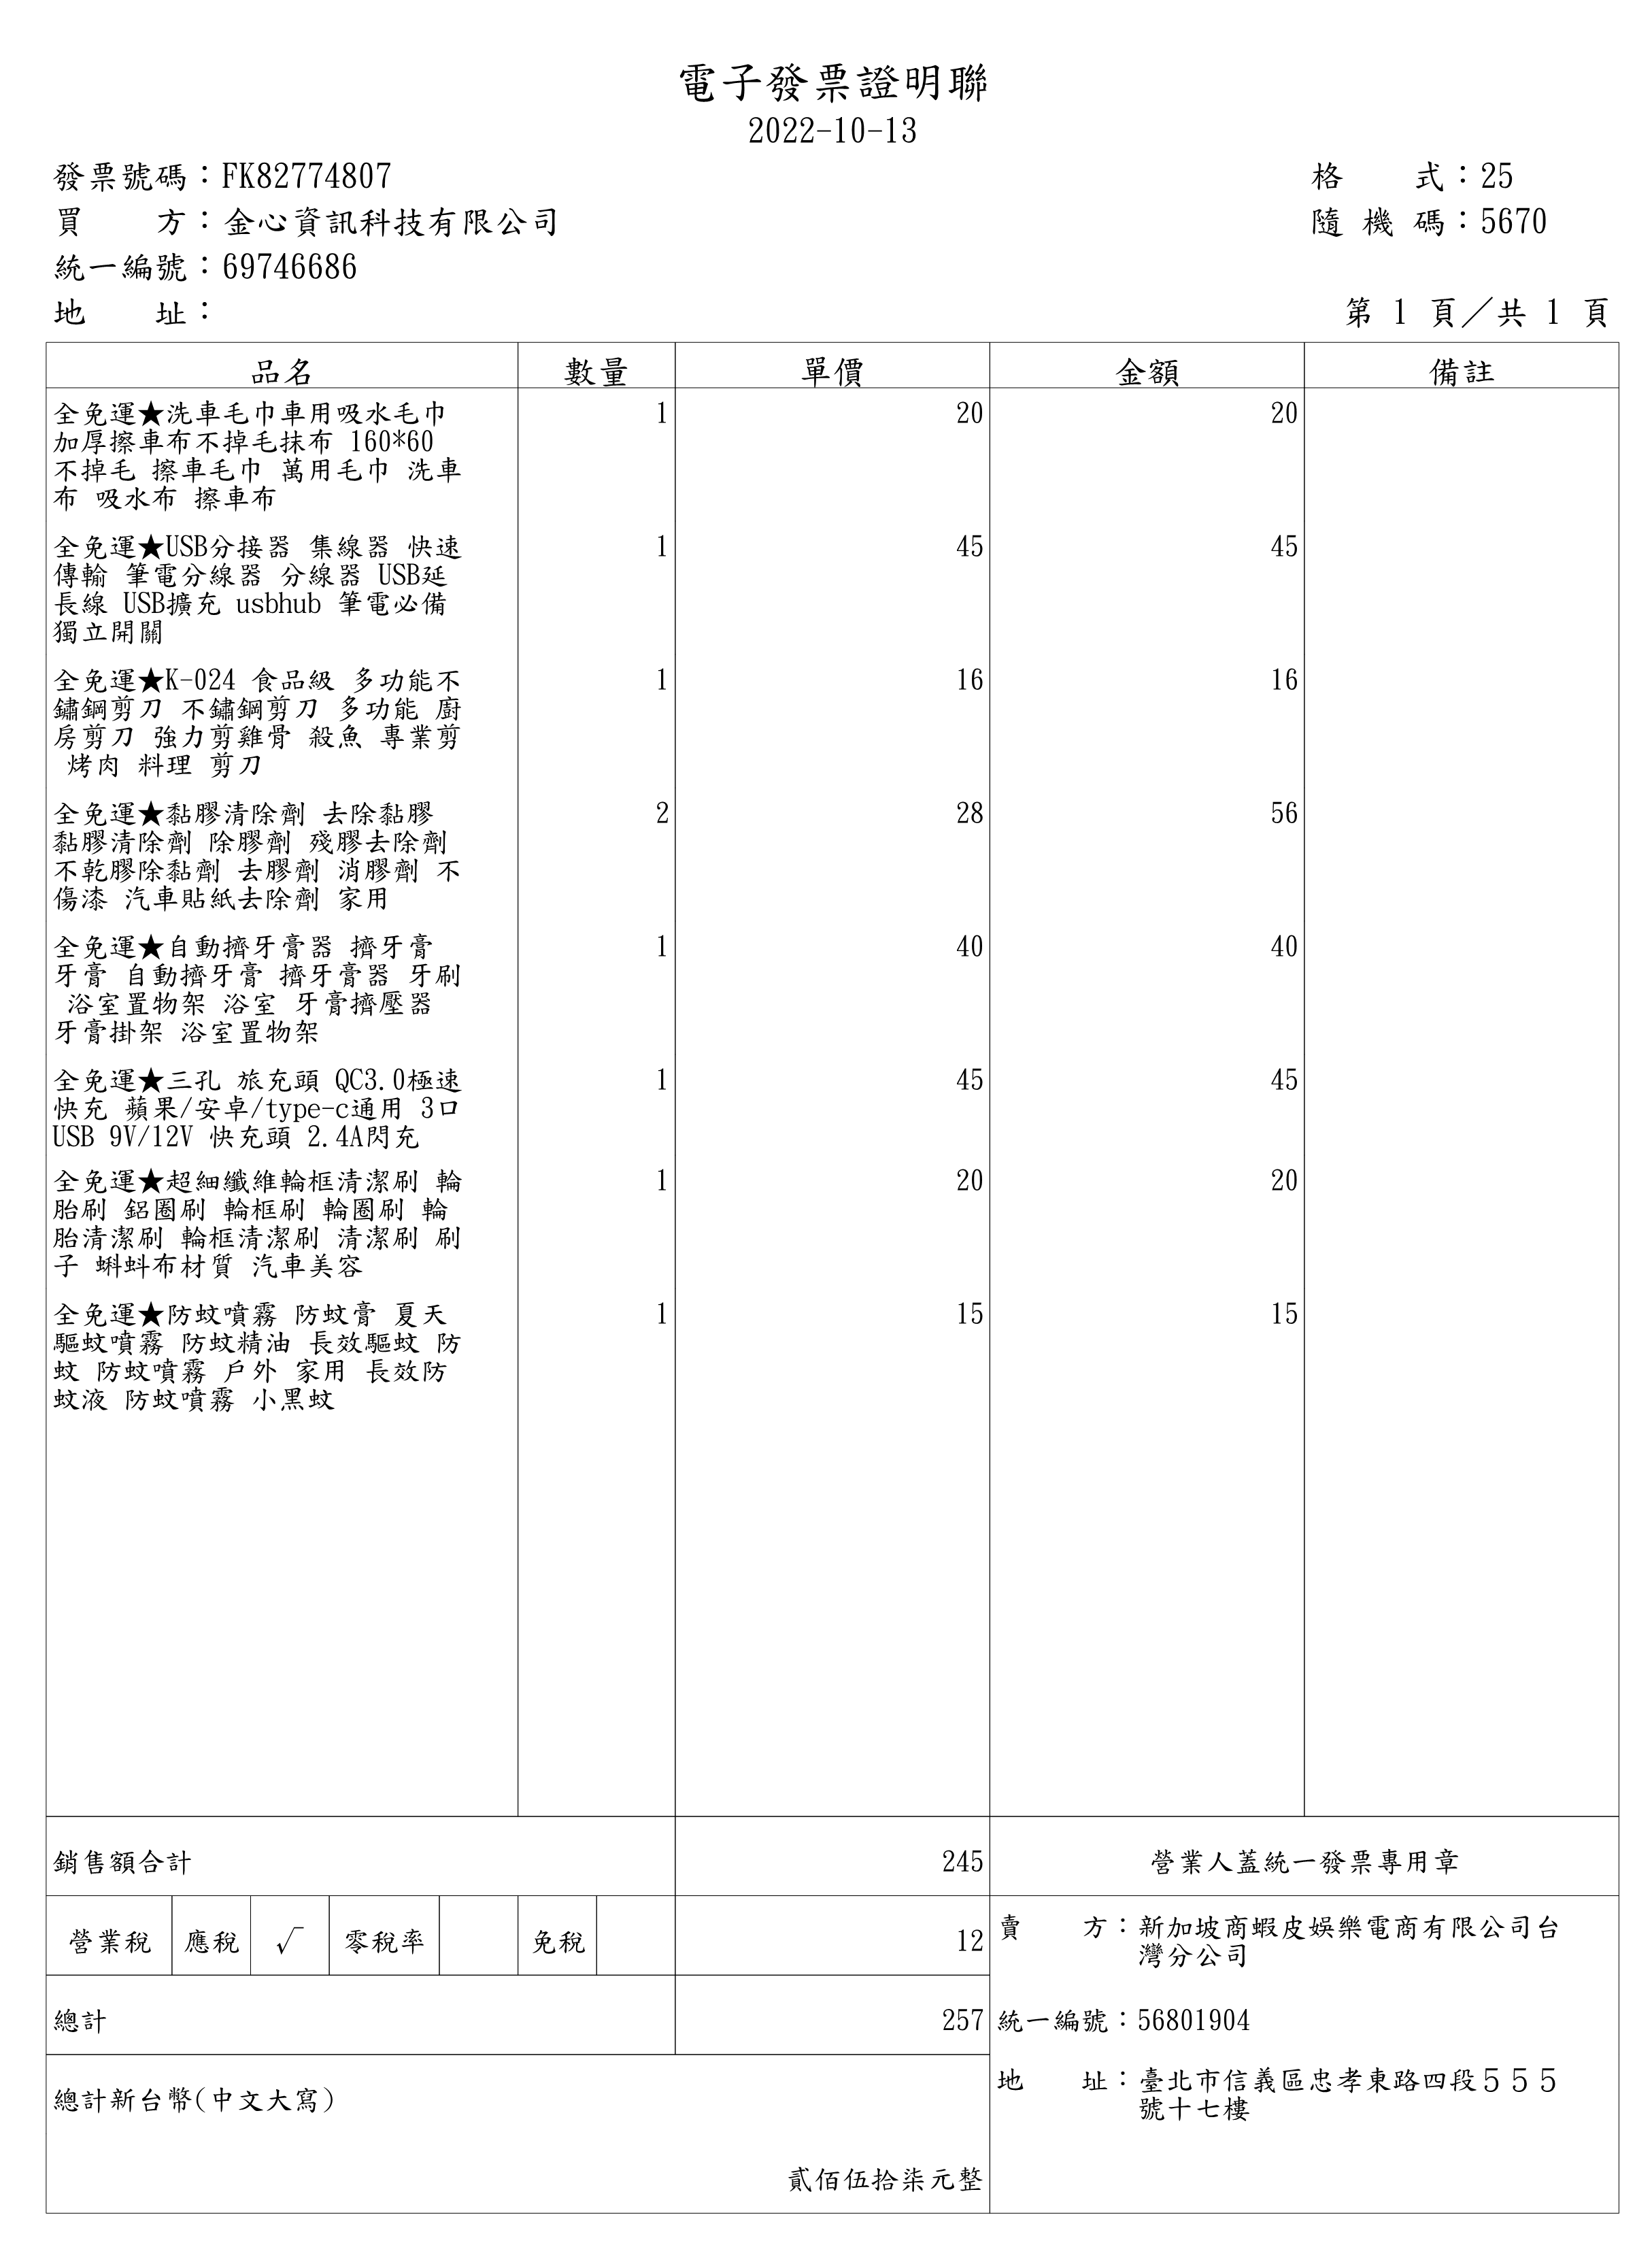 電子發票證明聯
2022-10-13
發票號碼：FK82774807
格　　式：25
買　　方：金心資訊科技有限公司
隨 機 碼：5670
統一編號：69746686
地　　址：
第 1 頁／共 1 頁
品名 數量 單價 金額 備註
全免運★洗車毛巾車用吸水毛巾 1 20 20
加厚擦車布不掉毛抹布 160*60
不掉毛 擦車毛巾 萬用毛巾 洗車
布 吸水布 擦車布
全免運★USB分接器 集線器 快速 1 45 45
傳輸 筆電分線器 分線器 USB延
長線 USB擴充 usbhub 筆電必備
獨立開關
全免運★K-024 食品級 多功能不 1 16 16
鏽鋼剪刀 不鏽鋼剪刀 多功能 廚
房剪刀 強力剪雞骨 殺魚 專業剪
烤肉 料理 剪刀
全免運★黏膠清除劑 去除黏膠 2 28 56
黏膠清除劑 除膠劑 殘膠去除劑
不乾膠除黏劑 去膠劑 消膠劑 不
傷漆 汽車貼紙去除劑 家用
全免運★自動擠牙膏器 擠牙膏 1 40 40
牙膏 自動擠牙膏 擠牙膏器 牙刷
浴室置物架 浴室 牙膏擠壓器
牙膏掛架 浴室置物架
全免運★三孔 旅充頭 QC3.0極速 1 45 45
快充 蘋果/安卓/type-c通用 3口
USB 9V/12V 快充頭 2.4A閃充
全免運★超細纖維輪框清潔刷 輪 1 20 20
胎刷 鋁圈刷 輪框刷 輪圈刷 輪
胎清潔刷 輪框清潔刷 清潔刷 刷
子 蝌蚪布材質 汽車美容
全免運★防蚊噴霧 防蚊膏 夏天 1 15 15
驅蚊噴霧 防蚊精油 長效驅蚊 防
蚊 防蚊噴霧 戶外 家用 長效防
蚊液 防蚊噴霧 小黑蚊
銷售額合計 245 營業人蓋統一發票專用章
營業稅 應稅 √ 零稅率 免稅 12
賣　　方：新加坡商蝦皮娛樂電商有限公司台
灣分公司
總計 257
統一編號：56801904
地　　址：臺北市信義區忠孝東路四段５５５
號十七樓
總計新台幣(中文大寫)
貳佰伍拾柒元整